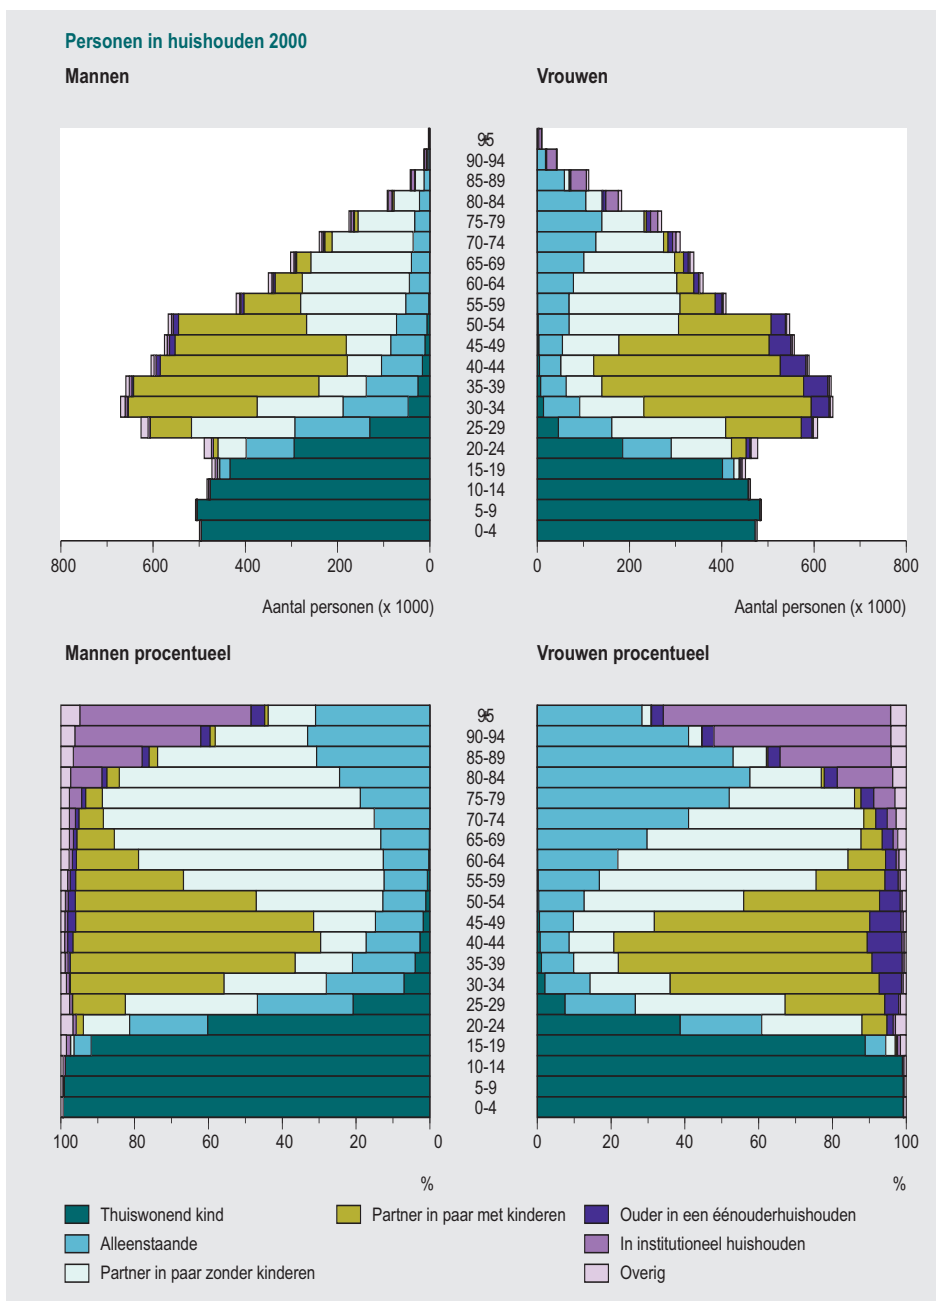 Personen in huishouden 2000
Mannen
Vrouwen
95+
90-94
85-89
80-84
75-79
70-74
65-69
60-64
55-59
50-54
45-49
40-44
35-39
30-34
25-29
20-24
15-19
10-14
5-9
0-4
800 600 400 200 0
0 200 400 600 800
Aantal personen (x 1000)
Aantal personen (x 1000)
Mannen procentueel
Vrouwen procentueel
95+
90-94
85-89
80-84
75-79
70-74
65-69
60-64
55-59
50-54
45-49
40-44
35-39
30-34
25-29
20-24
15-19
10-14
5-9
0-4
100 80 60 40 20 0
0 20 40 60 80 100
%
%
Thuiswonend kind
Partner in paar met kinderen
Ouder in een éénouderhuishouden
Alleenstaande
In institutioneel huishouden
Partner in paar zonder kinderen
Overig